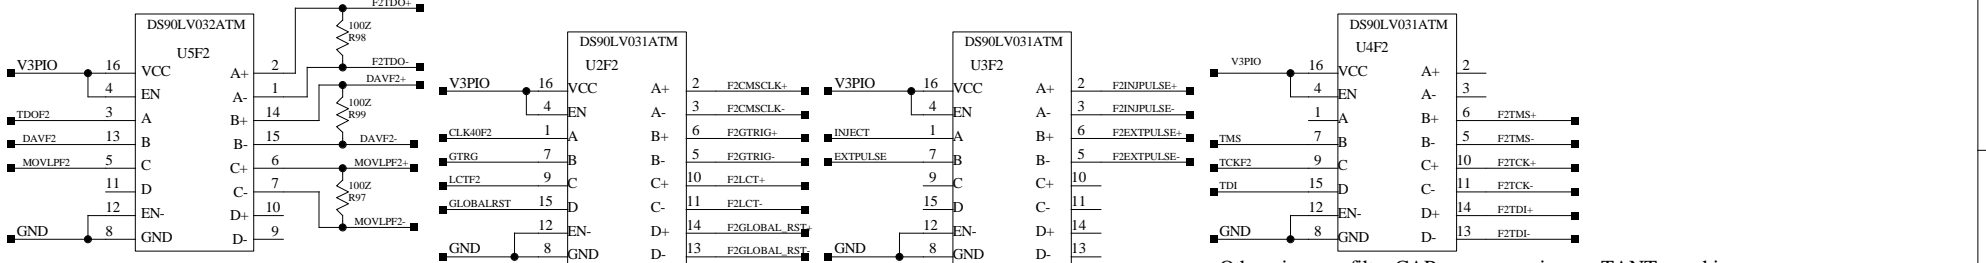 F2TDO+
DS90LV032ATM
U5F2
100Z
R98
V3PIO 16 VCC A+ 2
F2TDO-
4 EN A- 1
DAVF2+
100Z
R99
TDOF2 3 A B+ 14
DAVF2 13 B B- 15 DAVF2-
MOVLPF2 5 C C+ 6 MOVLPF2+
11 D C- 7
100Z
R97
12 EN- D+ 10
MOVLPF2-
GND 8 GND D- 9
DS90LV031ATM
U2F2
V3PIO 16 VCC A+ 2 F2CMSCLK+
4 EN A- 3 F2CMSCLK-
CLK40F2 1 A B+ 6 F2GTRIG+
GTRG 7 B B- 5 F2GTRIG-
LCTF2 9 C C+ 10 F2LCT+
GLOBALRST 15 D C- 11 F2LCT-
12 EN- D+ 14 F2GLOBAL_RST+
GND 8 GND D- 13 F2GLOBAL_RST-
DS90LV031ATM
U3F2
V3PIO 16 VCC A+ 2 F2INJPULSE+
4 EN A- 3 F2INJPULSE-
INJECT 1 A B+ 6 F2EXTPULSE+
EXTPULSE 7 B B- 5 F2EXTPULSE-
9 C C+ 10
15 D C- 11
12 EN- D+ 14
GND 8 GND D- 13
DS90LV031ATM
U4F2
V3PIO 16 VCC A+ 2
4 EN A- 3
1 A B+ 6 F2TMS+
TMS 7 B B- 5 F2TMS-
TCKF2 9 C C+ 10 F2TCK+
TDI 15 D C- 11 F2TCK-
12 EN- D+ 14 F2TDI+
GND 8 GND D- 13 F2TDI-